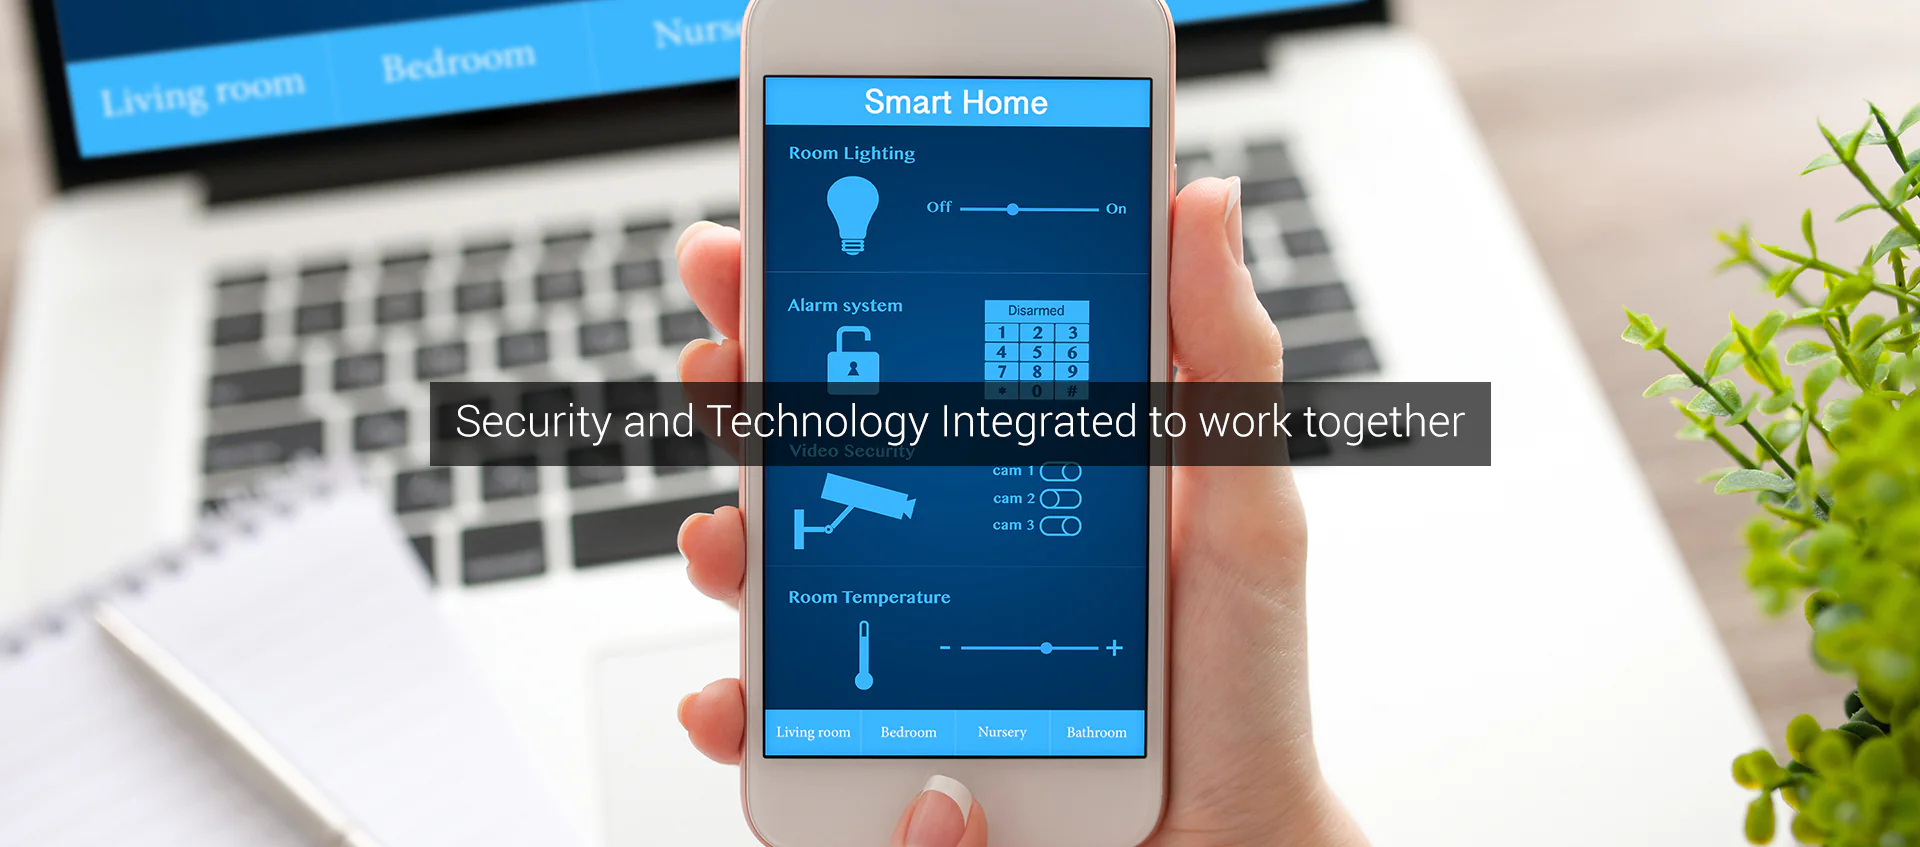 Living room
Bedroom
Smart Home
Room Lighting
Off
On
Alarm system
Disarmed
1 2 3
4 5 6
7 8 9
* 0 #
Security and Technology Integrated to work together
Video Security
cam 1
cam 2
cam 3
Room Temperature
- +
Living room
Bedroom
Nursery
Bathroom